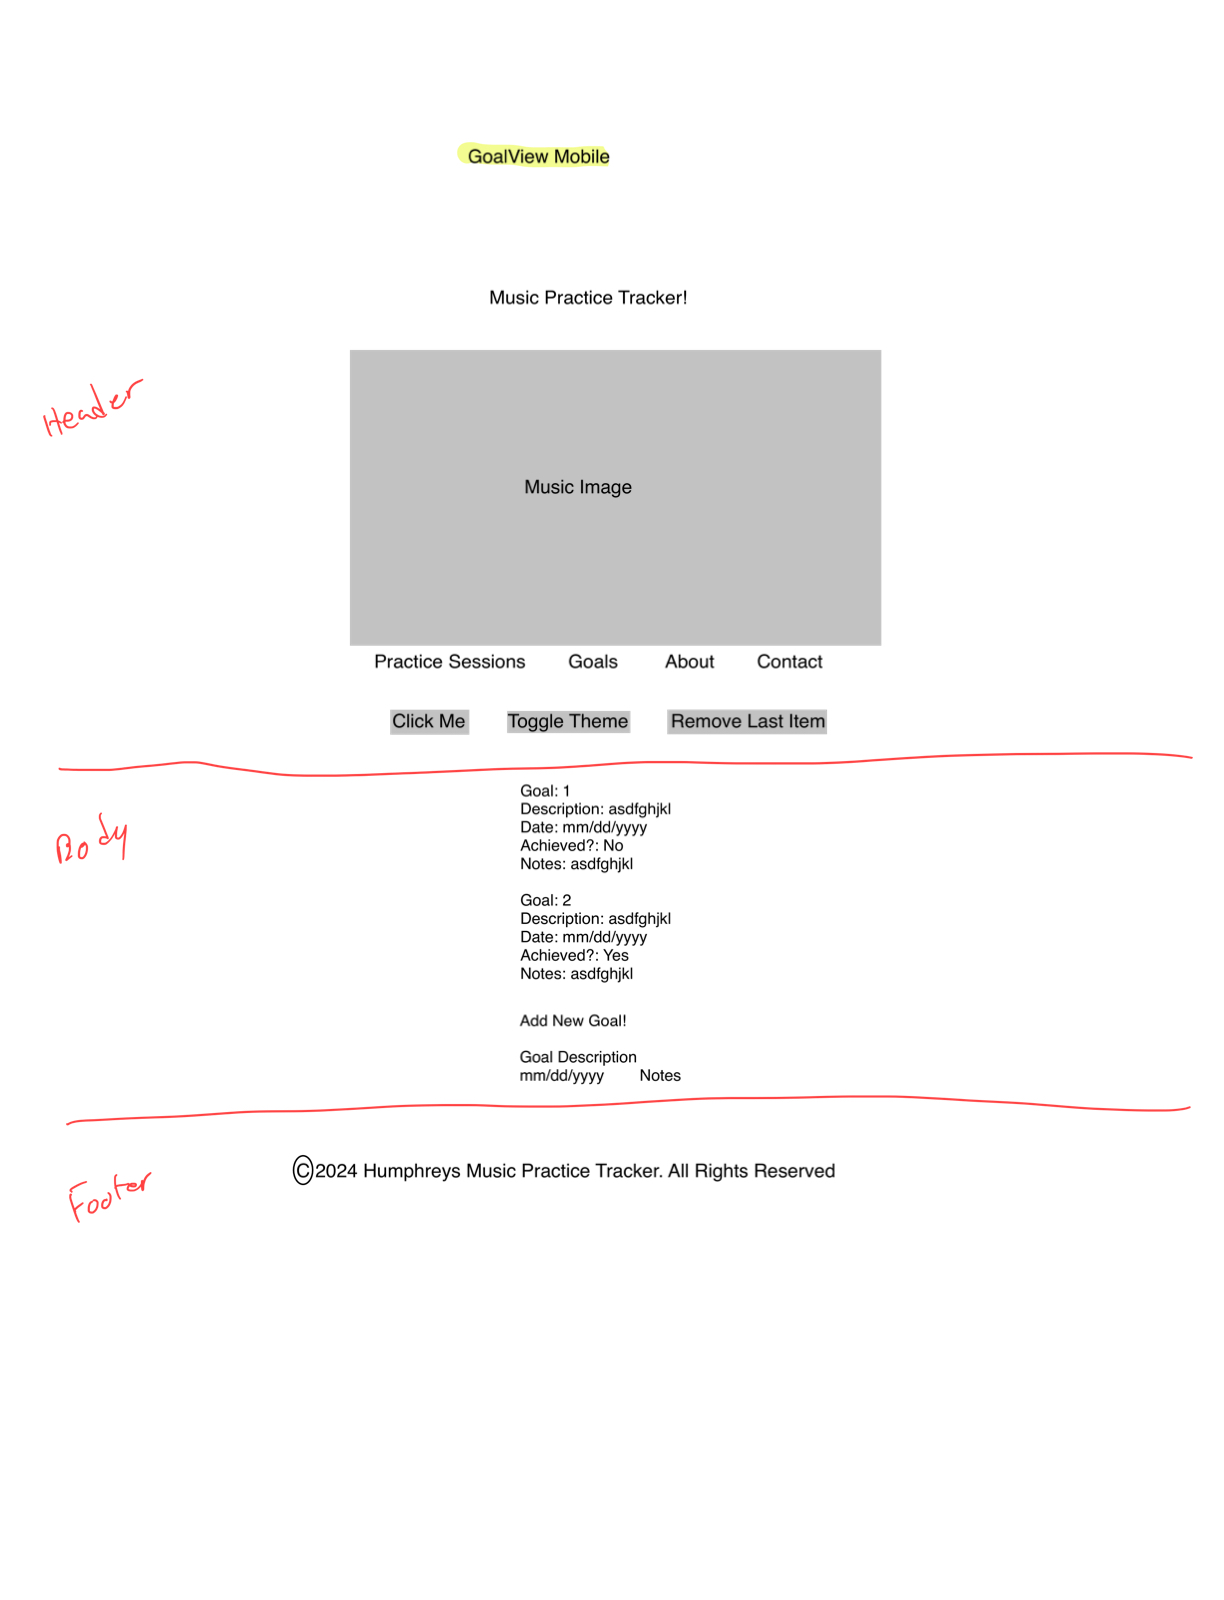 GoalView Mobile
Music Practice Tracker!
Header
Music Image
Practice Sessions Goals About Contact
Click Me Toggle Theme Remove Last Item
Goal: 1
Body
Description: asdfghjkl
Date: mm/dd/yyyy
Achieved?: No
Notes: asdfghjkl
Goal: 2
Description: asdfghjkl
Date: mm/dd/yyyy
Achieved?: Yes
Notes: asdfghjkl
Add New Goal!
Goal Description
mm/dd/yyyy Notes
©2024 Humphreys Music Practice Tracker. All Rights Reserved
Footer